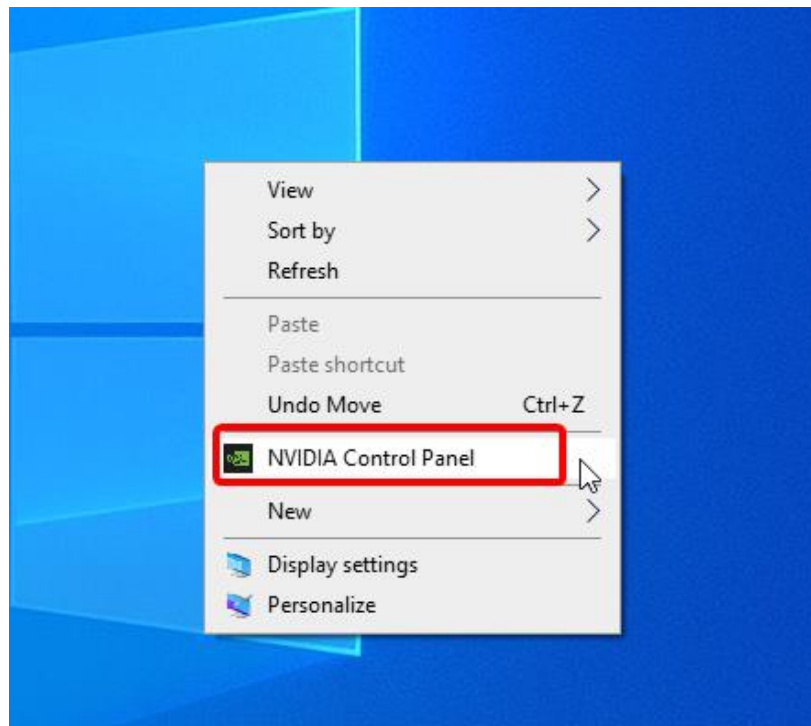 View
Sort by
Refresh
Paste
Paste shortcut
Undo Move Ctrl+Z
NVIDIA Control Panel
New
Display settings
Personalize